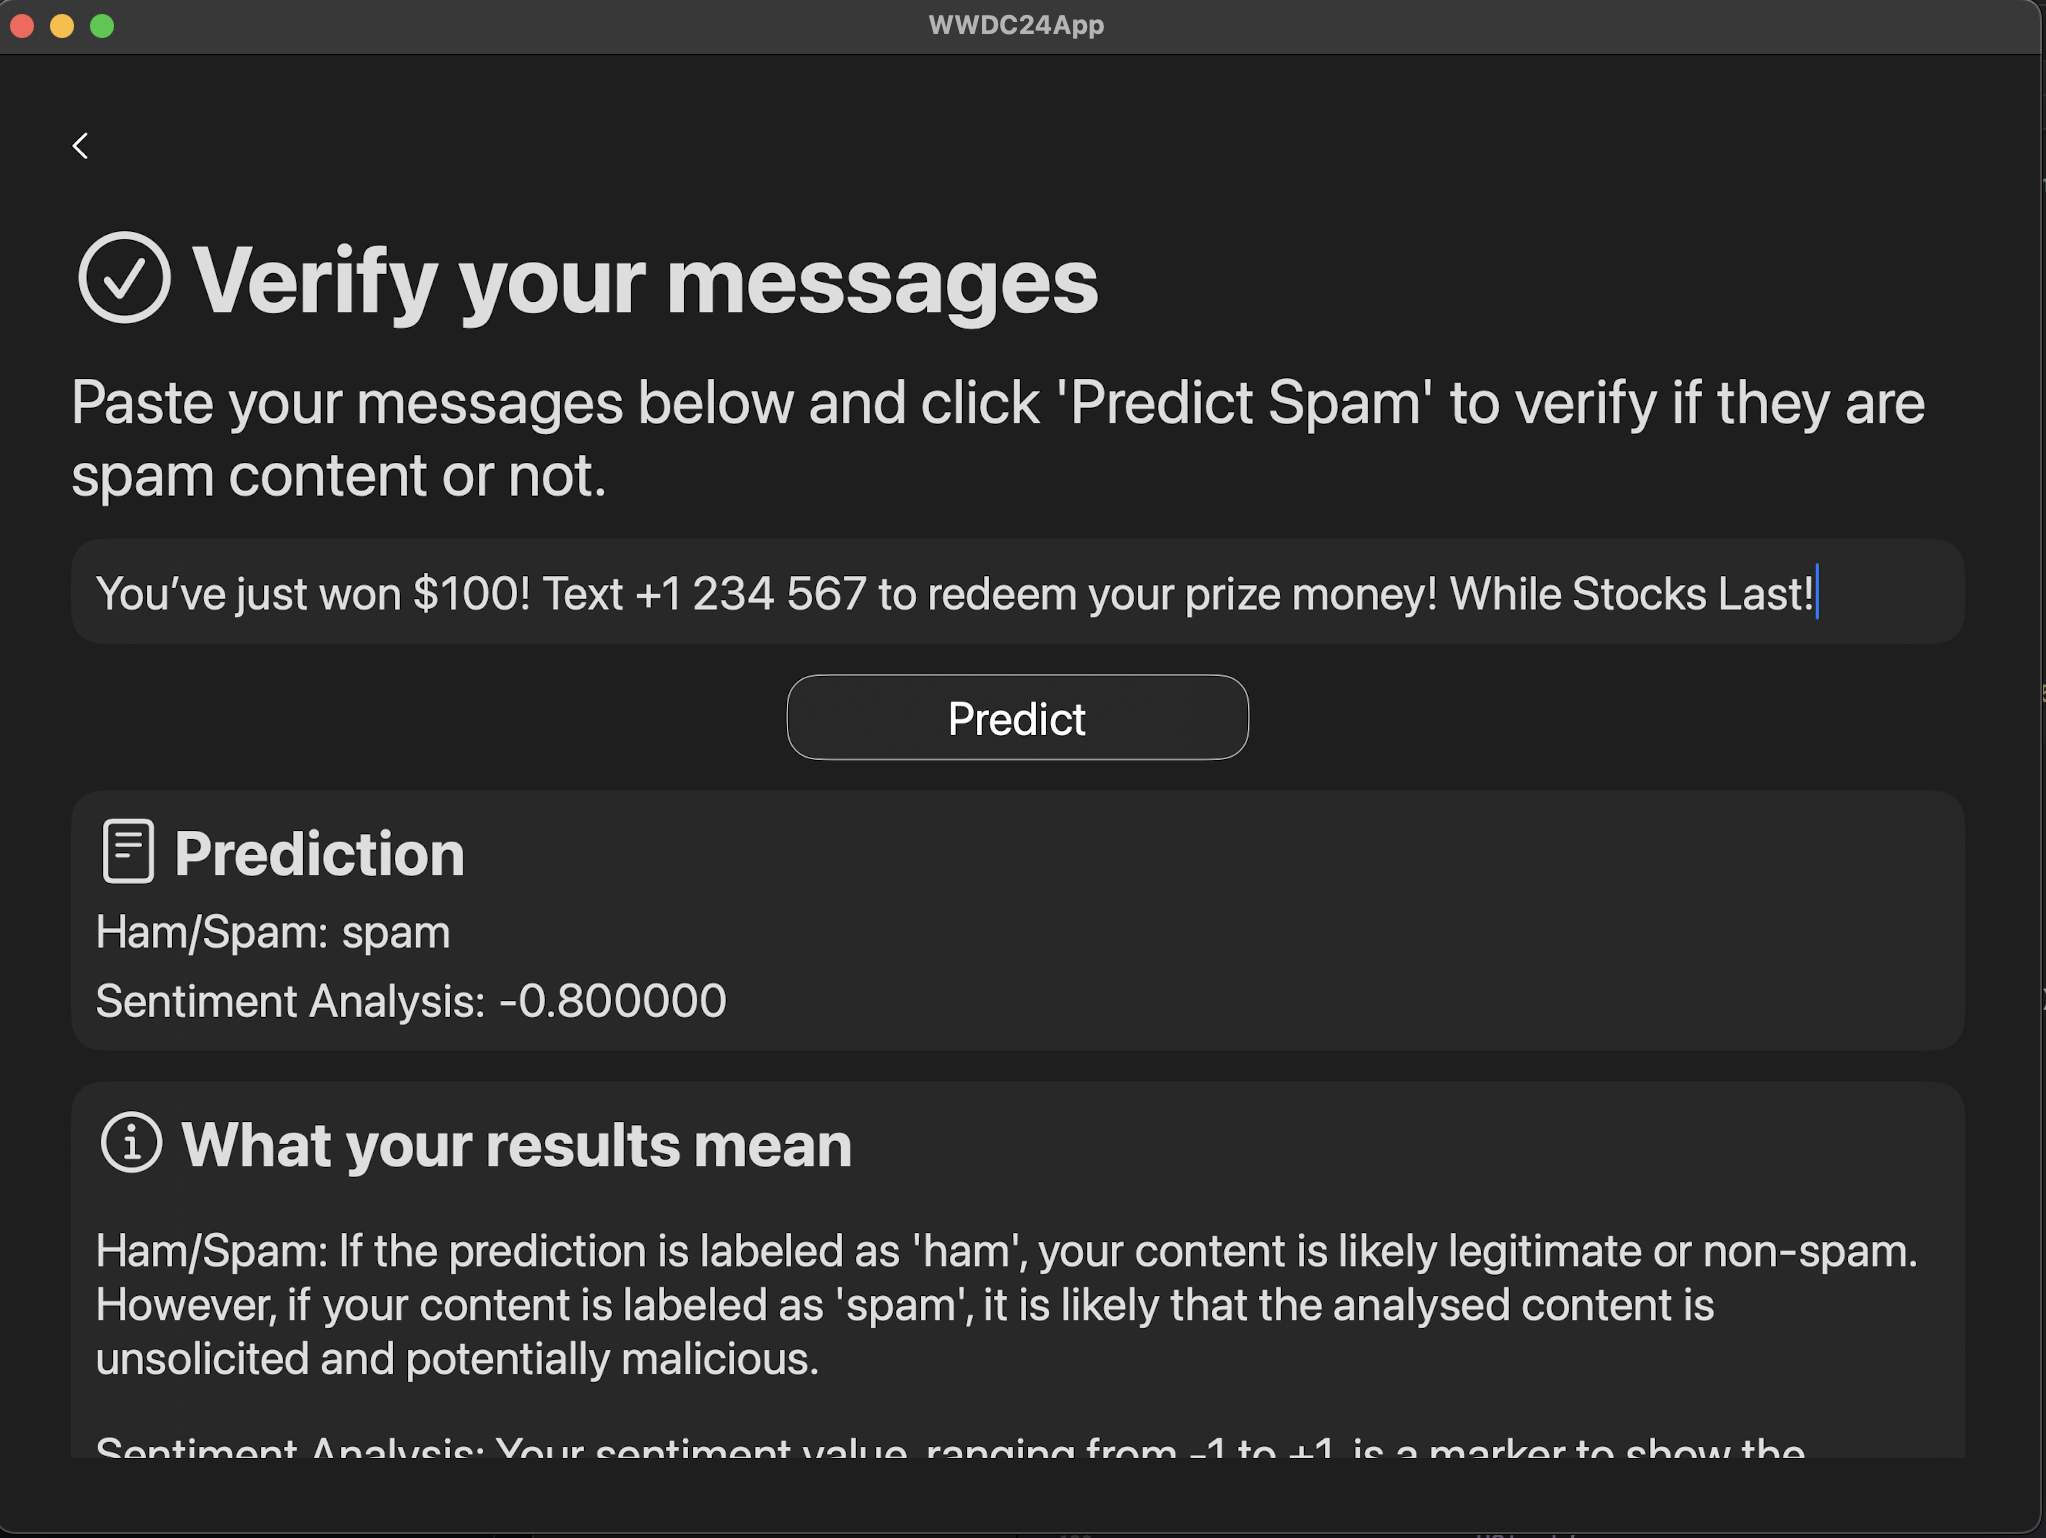 WWDC24App
Verify your messages
Paste your messages below and click 'Predict Spam' to verify if they are
spam content or not.
You’ve just won $100! Text +1 234 567 to redeem your prize money! While Stocks Last!
Predict
Prediction
Ham/Spam: spam
Sentiment Analysis: -0.800000
What your results mean
Ham/Spam: If the prediction is labeled as 'ham', your content is likely legitimate or non-spam.
However, if your content is labeled as 'spam', it is likely that the analysed content is
unsolicited and potentially malicious.
Sentiment Analysis: Your sentiment value, ranging from -1 to +1, is a marker to show the